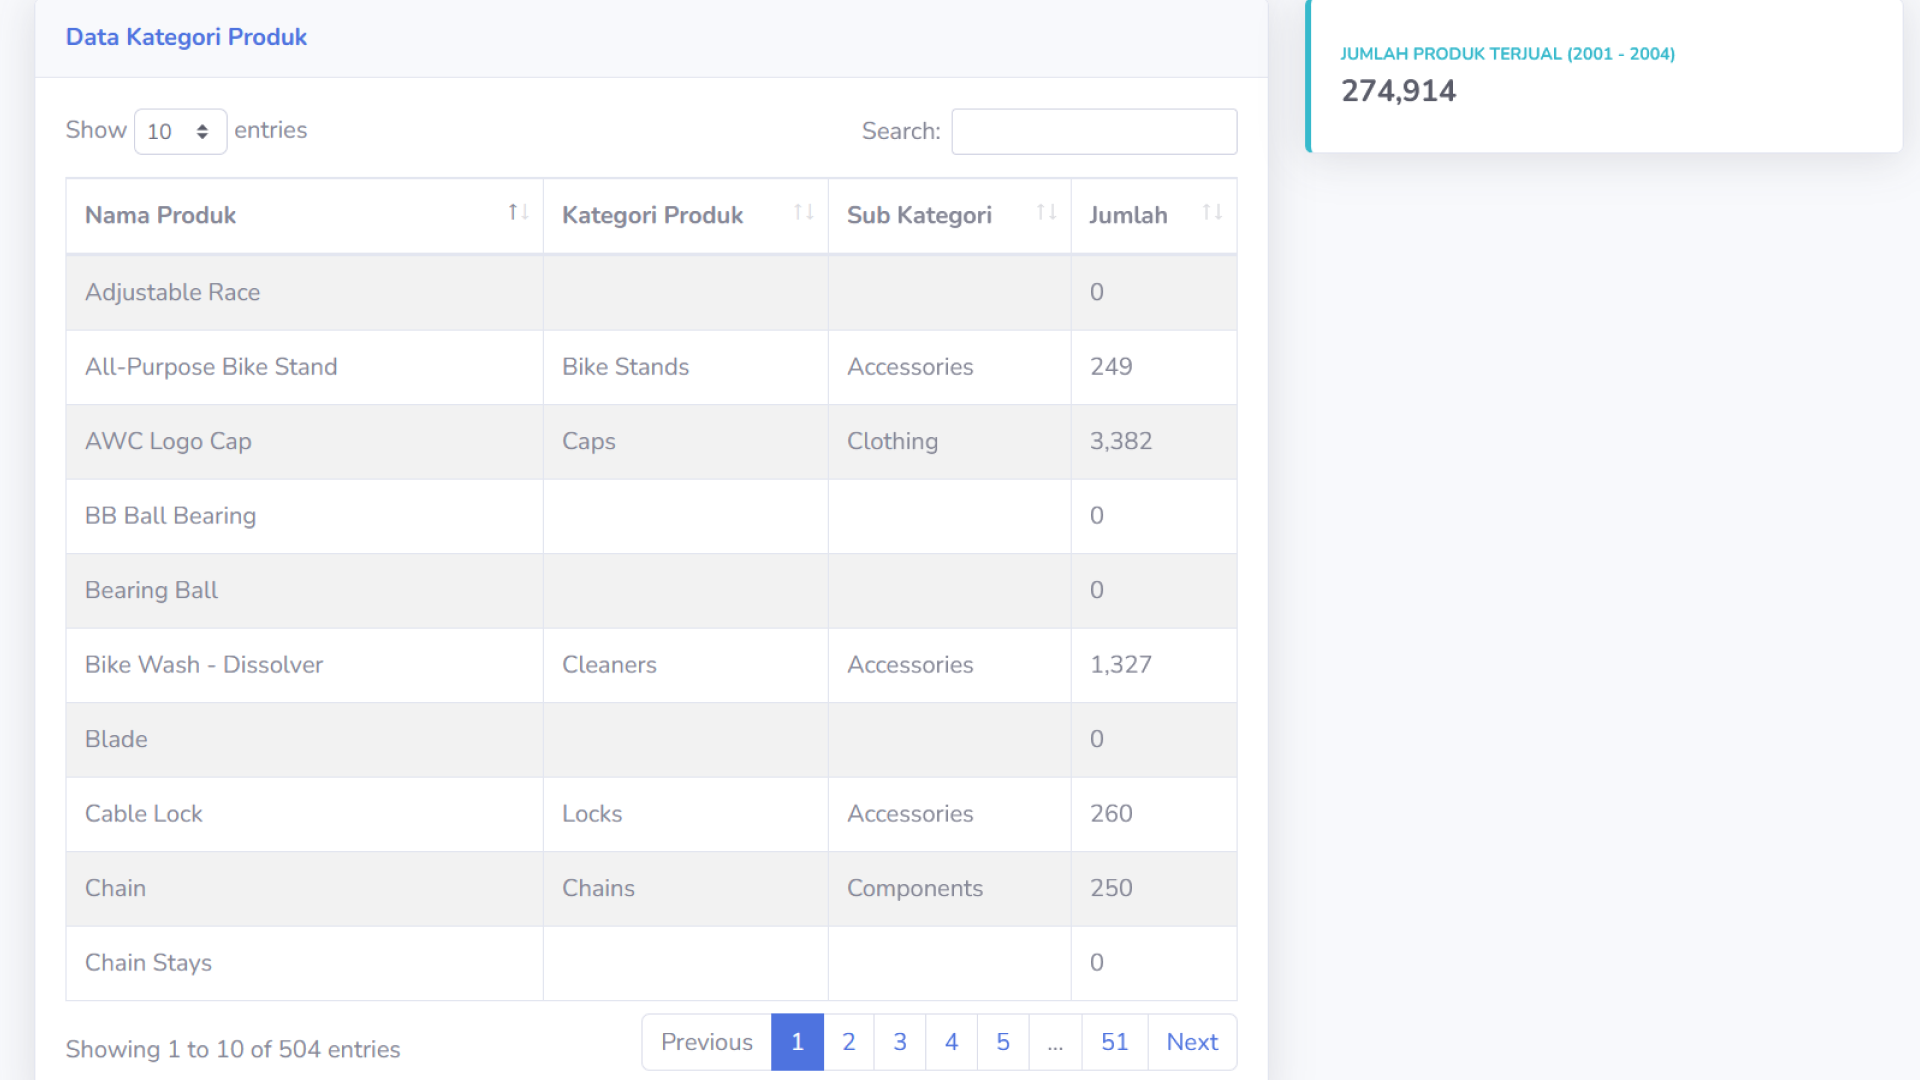 Data Kategori Produk
JUMLAH PRODUK TERJUAL (2001 - 2004)
274,914
Show 10 entries
Search:
Nama Produk Kategori Produk Sub Kategori Jumlah
Adjustable Race 0
All-Purpose Bike Stand Bike Stands Accessories 249
AWC Logo Cap Caps Clothing 3,382
BB Ball Bearing 0
Bearing Ball 0
Bike Wash - Dissolver Cleaners Accessories 1,327
Blade 0
Cable Lock Locks Accessories 260
Chain Chains Components 250
Chain Stays 0
Showing 1 to 10 of 504 entries
Previous 1 2 3 4 5 ... 51 Next